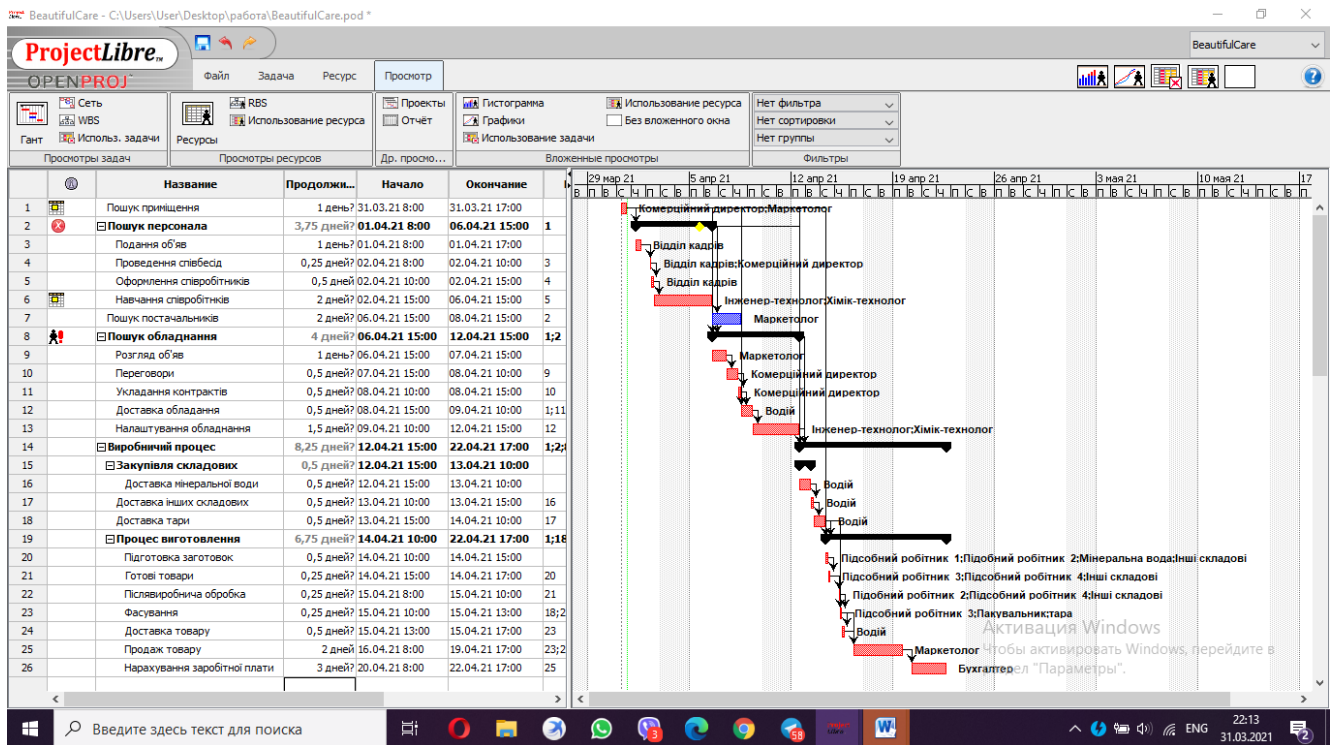 BeautifulCare - C:\Users\User\Desktop\работа\BeautifulCare.pod *
ProjectLibre™
OPENPROJ
Файл Задача Ресурс Просмотр
BeautifulCare
Сеть
WBS
Использ. задачи
Гант
Просмотры задач
RBS
Использование ресурса
Ресурсы
Просмотры ресурсов
Проекты
Отчёт
Др. просмо...
Гистограмма
Графики
Использование задачи
Использование ресурса
Без вложенного окна
Вложенные просмотры
Нет фильтра
Нет сортировки
Нет группы
Фильтры
Название Продолжи... Начало Окончание
29 мар 21 5 апр 21 12 апр 21 19 апр 21 26 апр 21 3 мая 21 10 мая 21 17
В П В С Ч П С В П В С Ч П С В П В С Ч П С В П В С Ч П С В П В С Ч П С В П В С Ч П С В П В С Ч П С В П
1 Пошук приміщення 1 день? 31.03.21 8:00 31.03.21 17:00 Комерційний директор;Маркетолог
2 Пошук персонала 3,75 дней? 01.04.21 8:00 06.04.21 15:00 1
3 Подання об'яв 1 день? 01.04.21 8:00 01.04.21 17:00 Відділ кадрів
4 Проведення співбесід 0,25 дней? 02.04.21 8:00 02.04.21 10:00 3 Відділ кадрів;Комерційний директор
5 Оформлення співробітників 0,5 дней 02.04.21 10:00 02.04.21 15:00 4 Відділ кадрів
6 Навчання співробітнків 2 дней? 02.04.21 15:00 06.04.21 15:00 5 Інженер-технолог;Хімік-технолог
7 Пошук постачальників 2 дней? 06.04.21 15:00 08.04.21 15:00 2 Маркетолог
8 Пошук обладнання 4 дней? 06.04.21 15:00 12.04.21 15:00 1;2
9 Розгляд об'яв 1 день? 06.04.21 15:00 07.04.21 15:00 Маркетолог
10 Переговори 0,5 дней? 07.04.21 15:00 08.04.21 10:00 9 Комерційний директор
11 Укладання контрактів 0,5 дней? 08.04.21 10:00 08.04.21 15:00 10 Комерційний директор
12 Доставка обладання 0,5 дней? 08.04.21 15:00 09.04.21 10:00 1;11 Водій
13 Налаштування обладнання 1,5 дней? 09.04.21 10:00 12.04.21 15:00 12 Інженер-технолог;Хімік-технолог
14 Виробничий процес 8,25 дней? 12.04.21 15:00 22.04.21 17:00 1;2;
15 Закупівля складових 0,5 дней? 12.04.21 15:00 13.04.21 10:00
16 Доставка мінеральної води 0,5 дней? 12.04.21 15:00 13.04.21 10:00 Водій
17 Доставка інших складових 0,5 дней? 13.04.21 10:00 13.04.21 15:00 16 Водій
18 Доставка тари 0,5 дней? 13.04.21 15:00 14.04.21 10:00 17 Водій
19 Процес виготовлення 6,75 дней? 14.04.21 10:00 22.04.21 17:00 1;18
20 Підготовка заготовок 0,5 дней? 14.04.21 10:00 14.04.21 15:00 Підсобний робітник 1;Підобний робітник 2;Мінеральна вода;Інші складові
21 Готові товари 0,25 дней? 14.04.21 15:00 14.04.21 17:00 20 Підсобний робітник 3;Підсобний робітник 4;Інші складові
22 Післявиробнича обробка 0,25 дней? 15.04.21 8:00 15.04.21 10:00 21 Підобний робітник 2;Підсобний робітник 4;Інші складові
23 Фасування 0,25 дней? 15.04.21 10:00 15.04.21 13:00 18;2 Підсобний робітник 3;Пакувальник;тара
24 Доставка товару 0,5 дней? 15.04.21 13:00 15.04.21 17:00 23 Водій
25 Продаж товару 2 дней 16.04.21 8:00 19.04.21 17:00 23;2 Маркетолог
26 Нарахування заробітної плати 3 дней? 20.04.21 8:00 22.04.21 17:00 25 Бухгалтер
Активация Windows
Чтобы активировать Windows, перейдите в
раздел "Параметры".
Введите здесь текст для поиска
58
ENG
22:13
31.03.2021
2